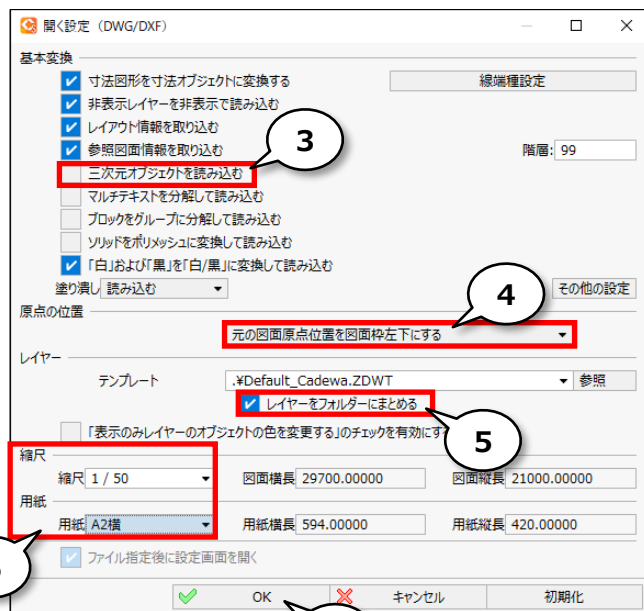 開く設定（DWG/DXF）
基本変換
寸法図形を寸法オブジェクトに変換する
線端種設定
非表示レイヤーを非表示で読み込む
レイアウト情報を取り込む
3
参照図面情報を取り込む
階層: 99
三次元オブジェクトを読み込む
マルチテキストを分解して読み込む
ブロックをグループに分解して読み込む
ソリッドをポリメッシュに変換して読み込む
「白」および「黒」を「白/黒」に変換して読み込む
塗り潰し 読み込む
4
その他の設定
原点の位置
元の図面原点位置を図面枠左下にする
レイヤー
テンプレート .¥Default_Cadewa.ZDWT 参照
レイヤーをフォルダーにまとめる
「表示のみレイヤーのオブジェクトの色を変更する」のチェックを有効にす
5
縮尺
縮尺 1 / 50 図面横長 29700.00000 図面縦長 21000.00000
用紙
用紙 A2横 用紙横長 594.00000 用紙縦長 420.00000
ファイル指定後に設定画面を開く
OK キャンセル 初期化